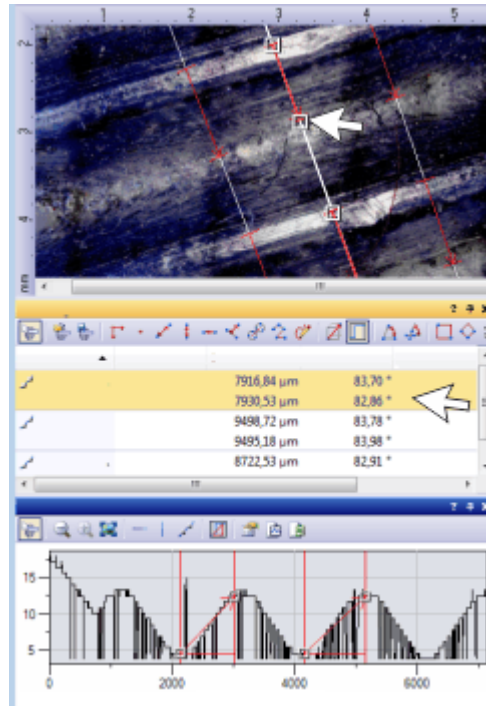 2 3 4 5
2
3
4
mm
7916,84 µm 83,70 °
7930,53 µm 82,86 °
9498,72 µm 83,78 °
9495,18 µm 83,98 °
8722,53 µm 82,91 °
15
10
5
0 2000 4000 6000